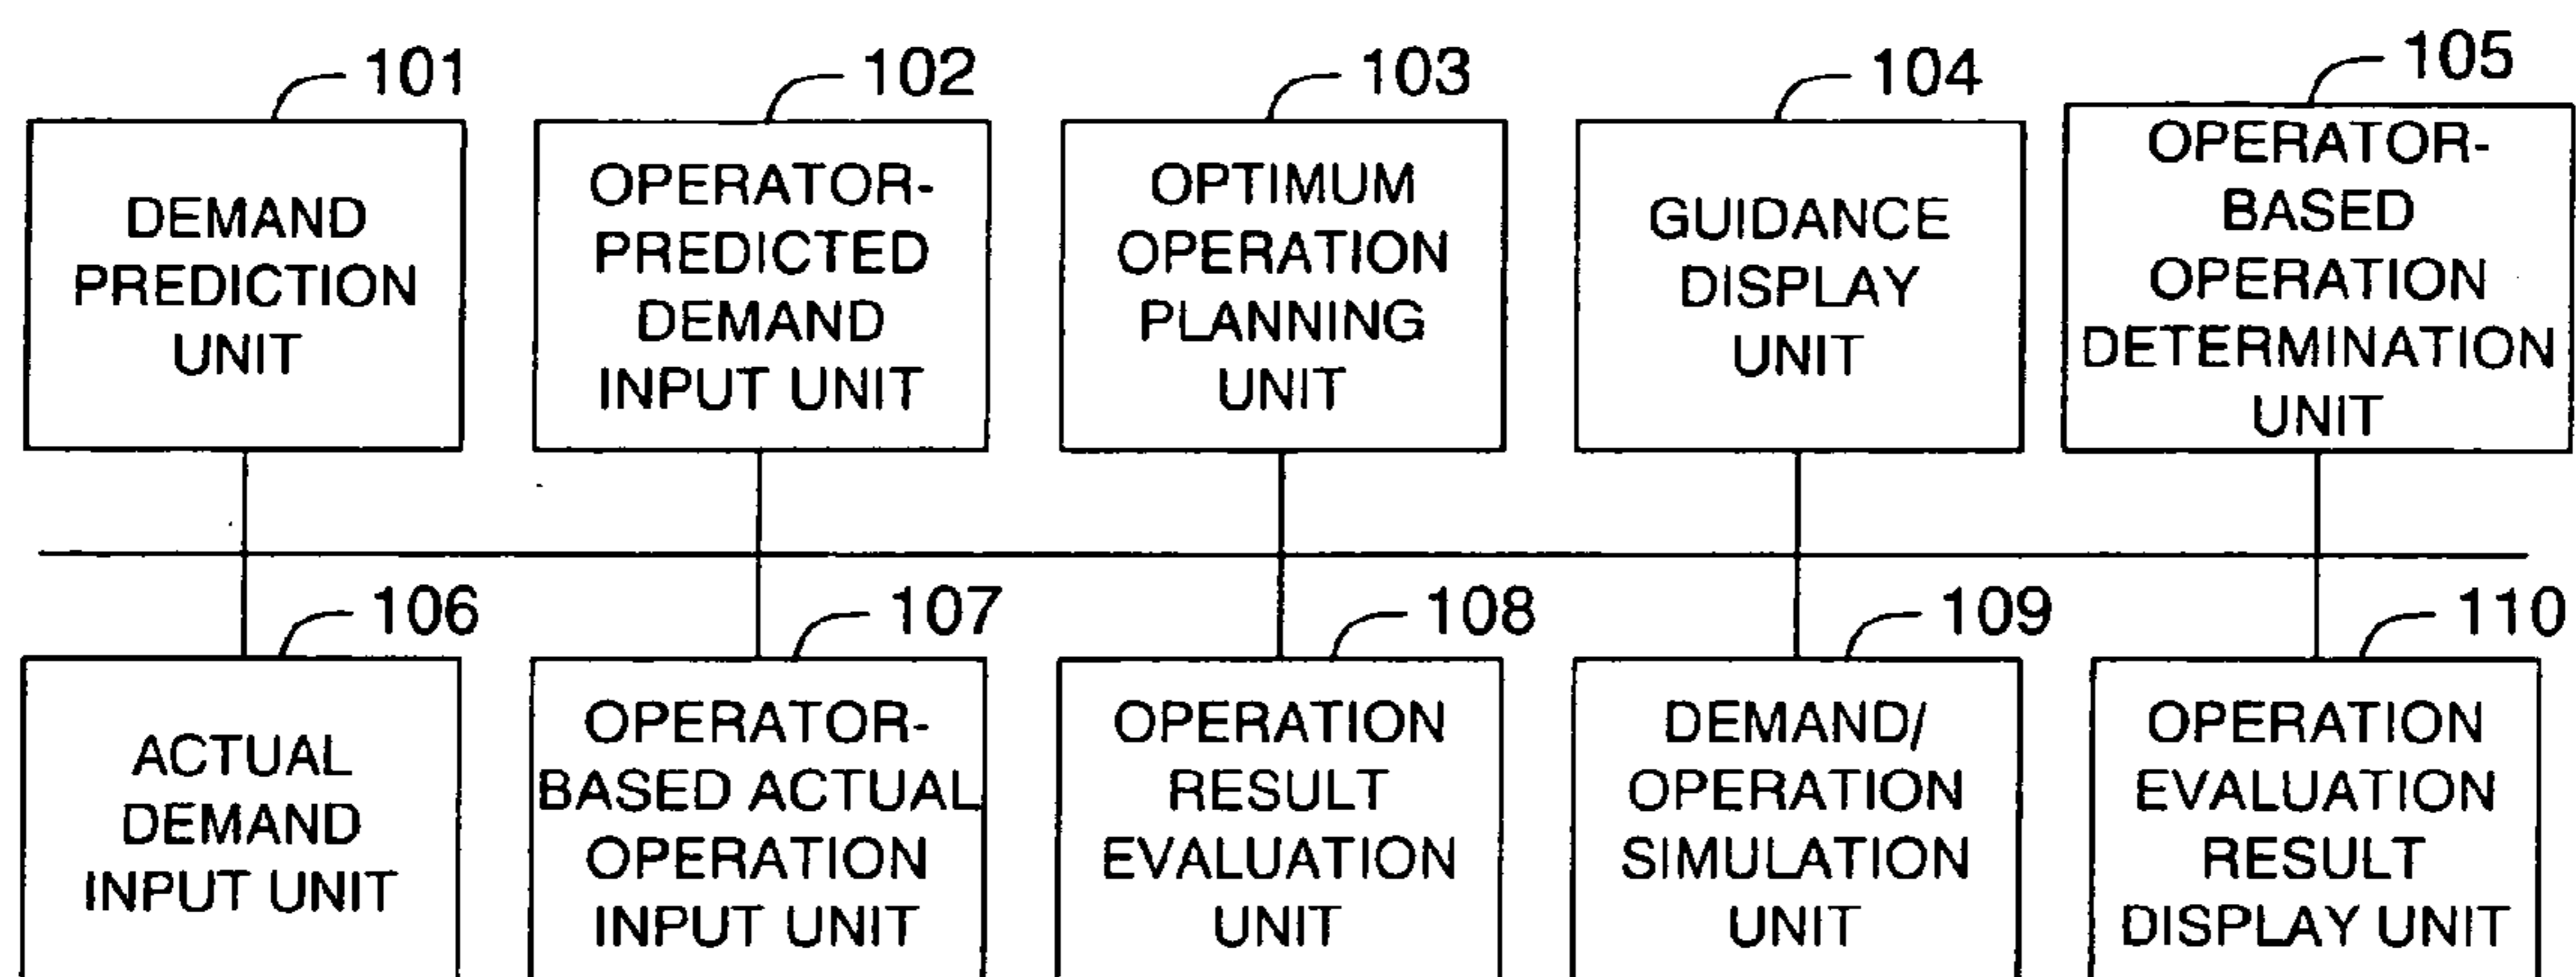 101
DEMAND
PREDICTION
UNIT
102
OPERATOR-
PREDICTED
DEMAND
INPUT UNIT
103
OPTIMUM
OPERATION
PLANNING
UNIT
104
GUIDANCE
DISPLAY
UNIT
105
OPERATOR-
BASED
OPERATION
DETERMINATION
UNIT
106
ACTUAL
DEMAND
INPUT UNIT
107
OPERATOR-
BASED ACTUAL
OPERATION
INPUT UNIT
108
OPERATION
RESULT
EVALUATION
UNIT
109
DEMAND/
OPERATION
SIMULATION
UNIT
110
OPERATION
EVALUATION
RESULT
DISPLAY UNIT